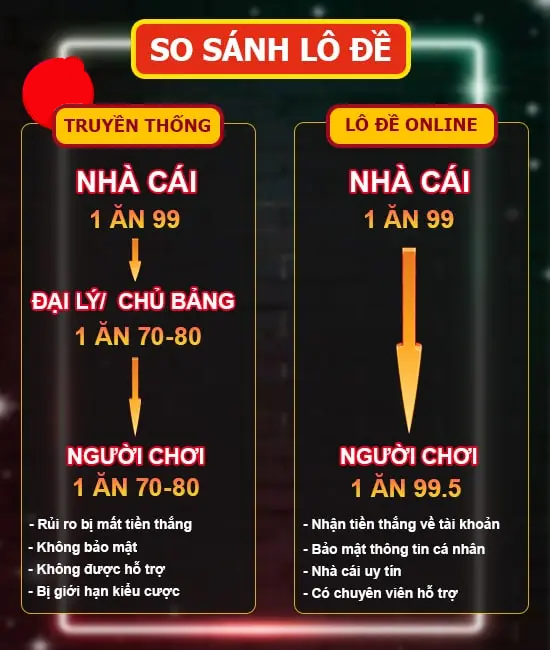 SO SÁNH LÔ ĐỀ
TRUYỀN THỐNG
NHÀ CÁI
1 ĂN 99
ĐẠI LÝ/ CHỦ BẢNG
1 ĂN 70-80
NGƯỜI CHƠI
1 ĂN 70-80
- Rủi ro bị mất tiền thắng
- Không bảo mật
- Không được hỗ trợ
- Bị giới hạn kiểu cược
LÔ ĐỀ ONLINE
NHÀ CÁI
1 ĂN 99
NGƯỜI CHƠI
1 ĂN 99.5
- Nhận tiền thắng về tài khoản
- Bảo mật thông tin cá nhân
- Nhà cái uy tín
- Có chuyên viên hỗ trợ